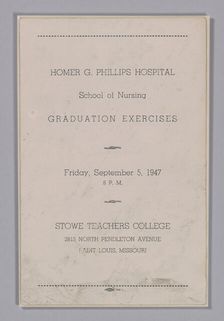 HOMER G. PHILLIPS HOSPITAL
School of Nursing
GRADUATION EXERCISES
Friday, September 5, 1947
8 P. M.
STOWE TEACHERS COLLEGE
2815 NORTH PENDLETON AVENUE
SAINT LOUIS, MISSOURI